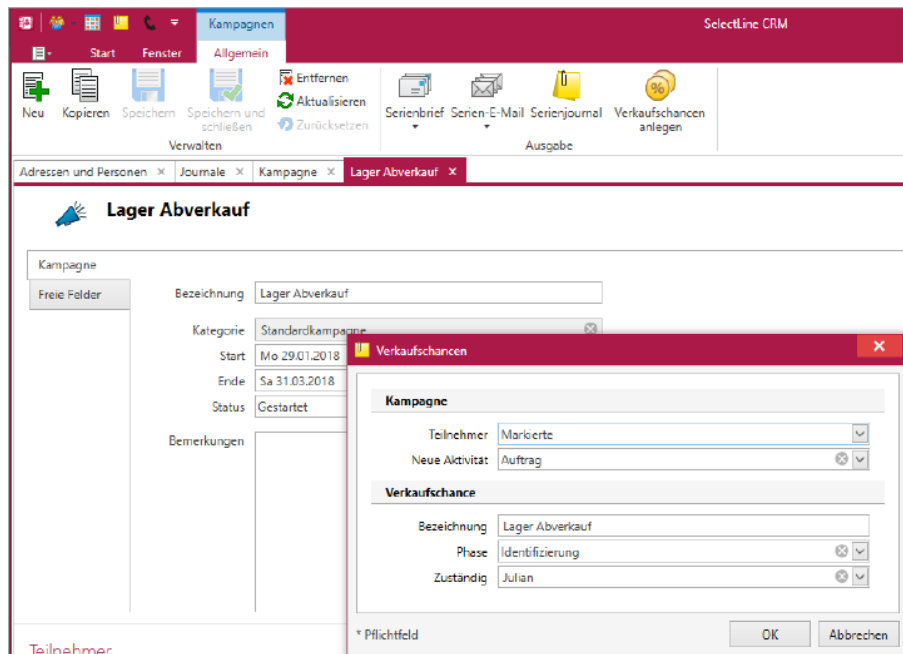 Kampagnen
SelectLine CRM
Start Fenster Allgemein
Neu Kopieren Speichern Speichern und schließen
Entfernen
Aktualisieren
Zurücksetzen
Serienbrief Serien-E-Mail Serienjournal Verkaufschancen anlegen
Verwalten Ausgabe
Adressen und Personen × Journale × Kampagne × Lager Abverkauf ×
Lager Abverkauf
Kampagne
Freie Felder
Bezeichnung Lager Abverkauf
Kategorie Standardkampagne
Start Mo 29.01.2018
Ende Sa 31.03.2018
Status Gestartet
Bemerkungen
Verkaufschancen
Kampagne
Teilnehmer Markierte
Neue Aktivität Auftrag
Verkaufschance
Bezeichnung Lager Abverkauf
Phase Identifizierung
Zuständig Julian
* Pflichtfeld OK Abbrechen
Teilnehmer